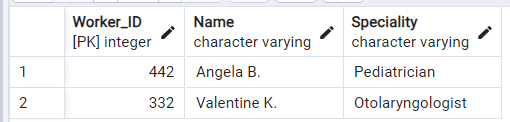 Worker_ID Name Speciality
[PK] integer character varying character varying
1 442 Angela B. Pediatrician
2 332 Valentine K. Otolaryngologist